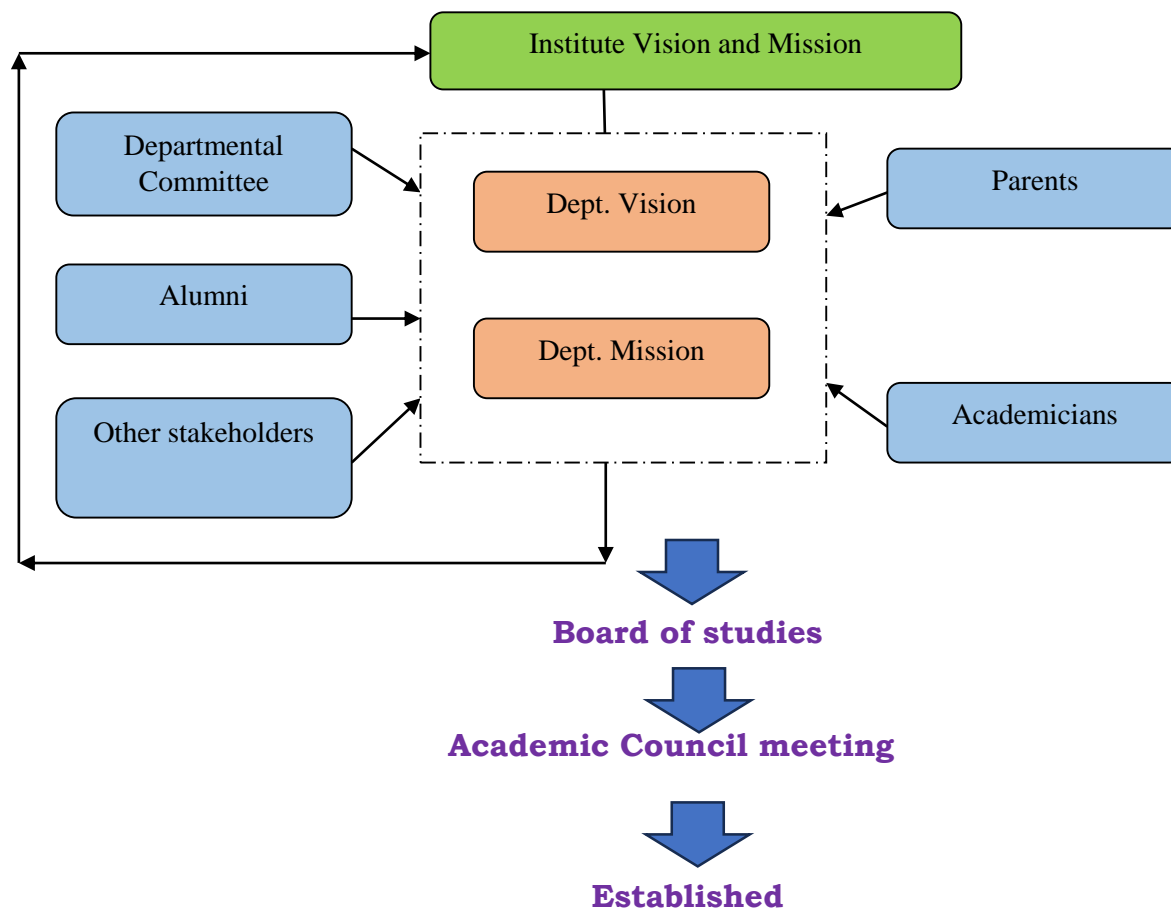 Institute Vision and Mission
Departmental
Committee
Dept. Vision
Parents
Alumni
Dept. Mission
Other stakeholders
Academicians
Board of studies
Academic Council meeting
Established